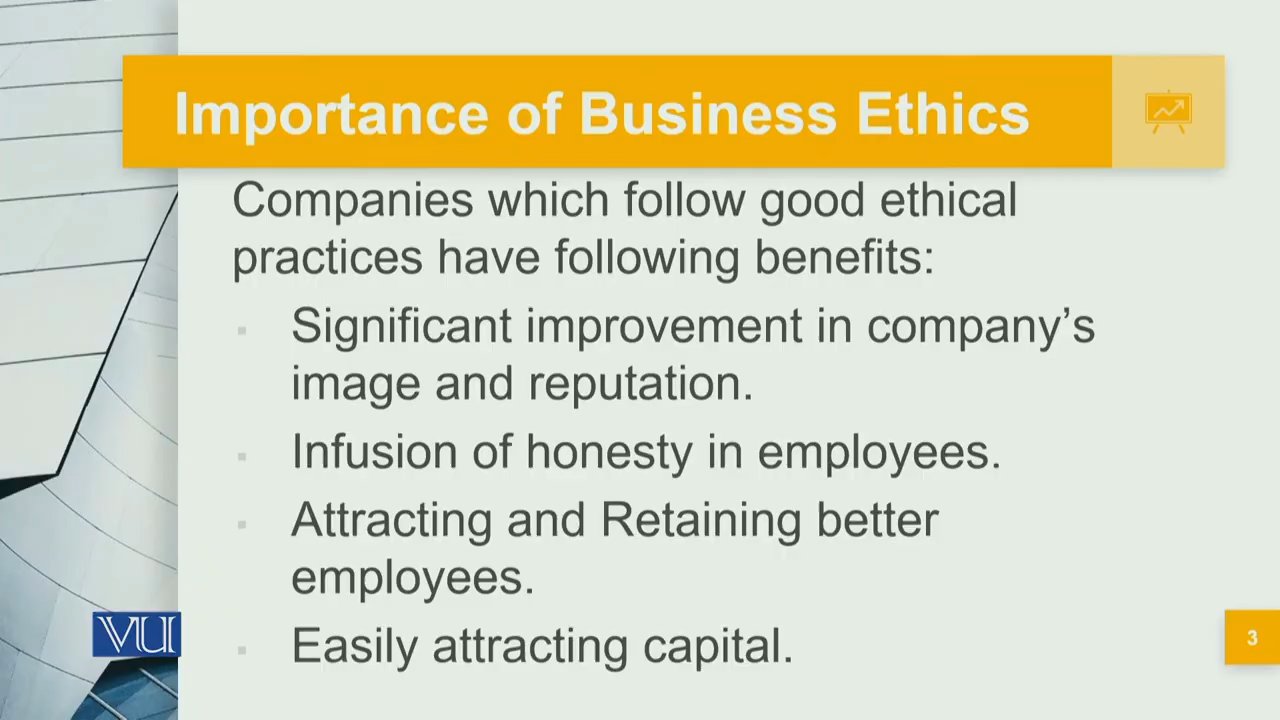 Importance of Business Ethics
Companies which follow good ethical
practices have following benefits:
Significant improvement in company’s
image and reputation.
Infusion of honesty in employees.
Attracting and Retaining better
employees.
Easily attracting capital.
VU
3